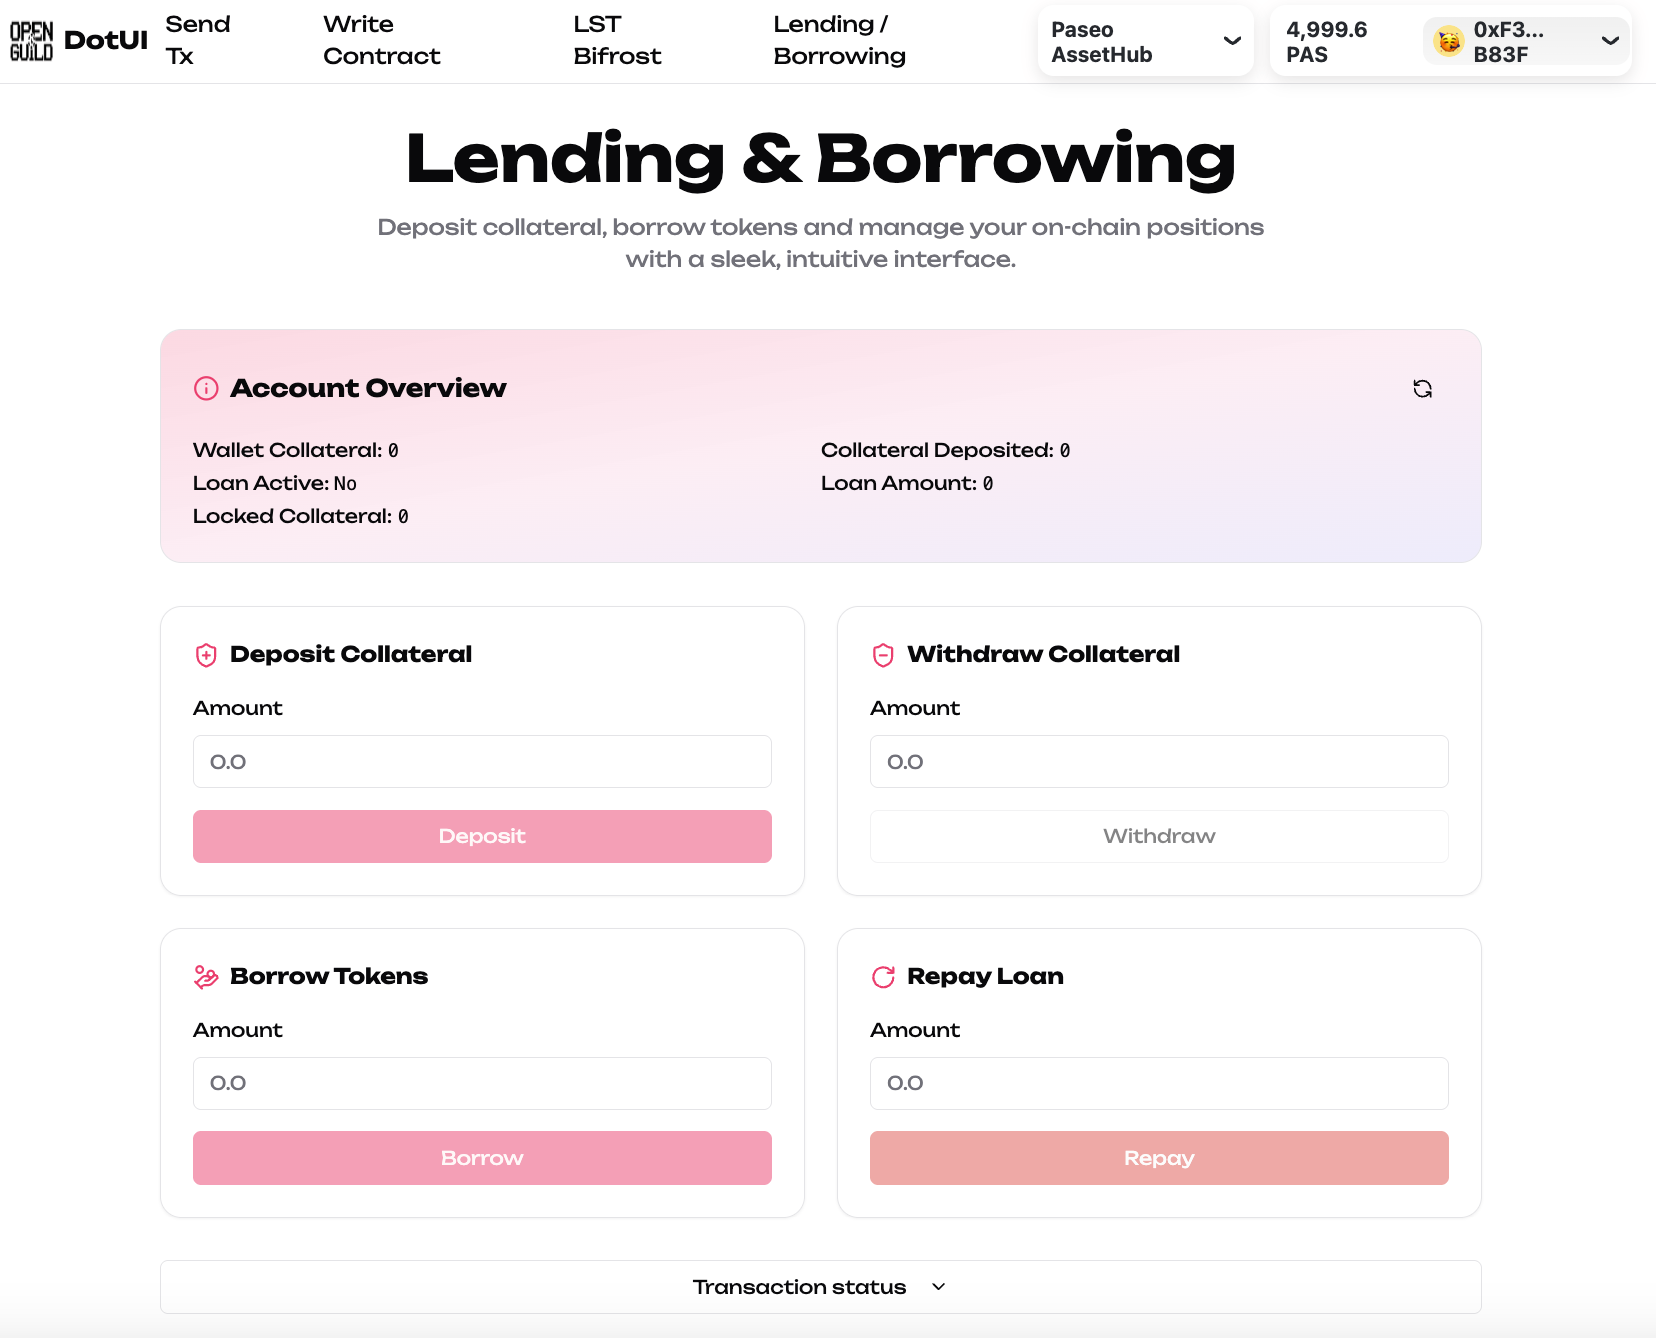 OPEN
GUILD
DotUI
Send
Tx
Write
Contract
LST
Bifrost
Lending /
Borrowing
Paseo
AssetHub
4,999.6
PAS
0xF3...
B83F
Lending & Borrowing
Deposit collateral, borrow tokens and manage your on-chain positions
with a sleek, intuitive interface.
Account Overview
Wallet Collateral: 0
Collateral Deposited: 0
Loan Active: No
Loan Amount: 0
Locked Collateral: 0
Deposit Collateral
Amount
0.0
Deposit
Withdraw Collateral
Amount
0.0
Withdraw
Borrow Tokens
Amount
0.0
Borrow
Repay Loan
Amount
0.0
Repay
Transaction status